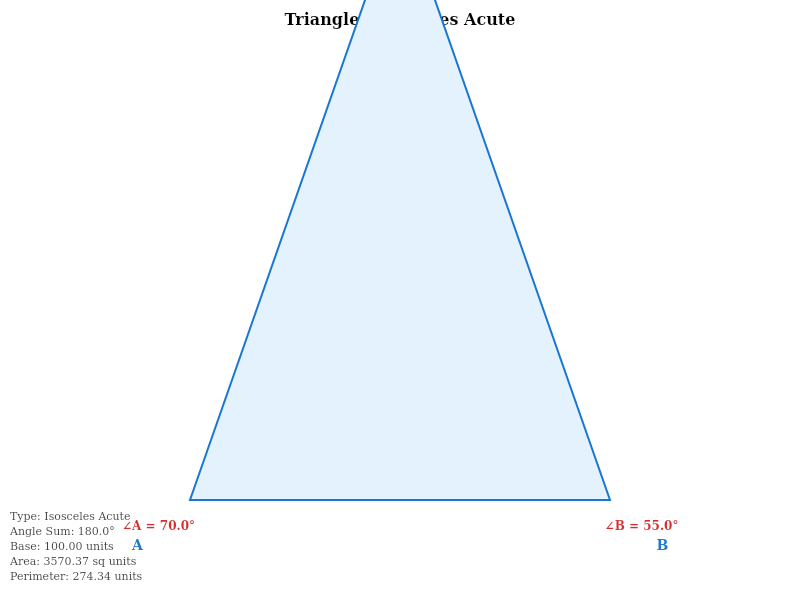 Triangle es Acute
∠A = 70.0°
∠B = 55.0°
A
B
Type: Isosceles Acute
Angle Sum: 180.0°
Base: 100.00 units
Area: 3570.37 sq units
Perimeter: 274.34 units